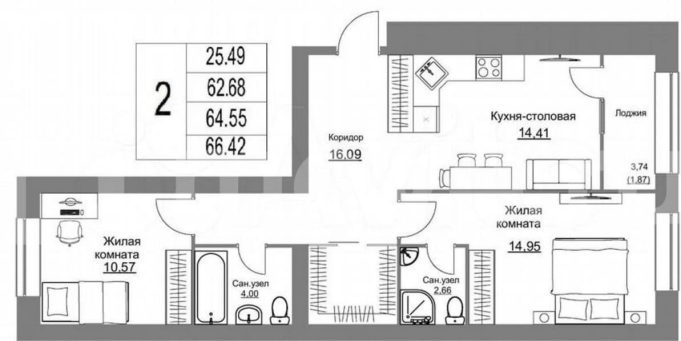 2
25.49
62.68
64.55
66.42
Коридор
16.09
Кухня-столовая
14.41
Лоджия
3,74
(1.87)
Жилая
комната
10.57
Сан.узел
4.00
Сан.узел
2.66
Жилая
комната
14.95